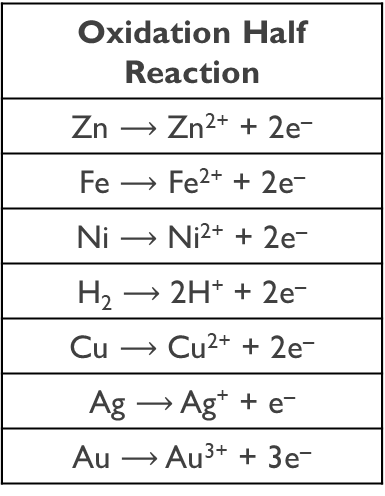 Oxidation Half
Reaction
Zn ⟶ Zn²⁺ + 2e⁻
Fe ⟶ Fe²⁺ + 2e⁻
Ni ⟶ Ni²⁺ + 2e⁻
H₂ ⟶ 2H⁺ + 2e⁻
Cu ⟶ Cu²⁺ + 2e⁻
Ag ⟶ Ag⁺ + e⁻
Au ⟶ Au³⁺ + 3e⁻